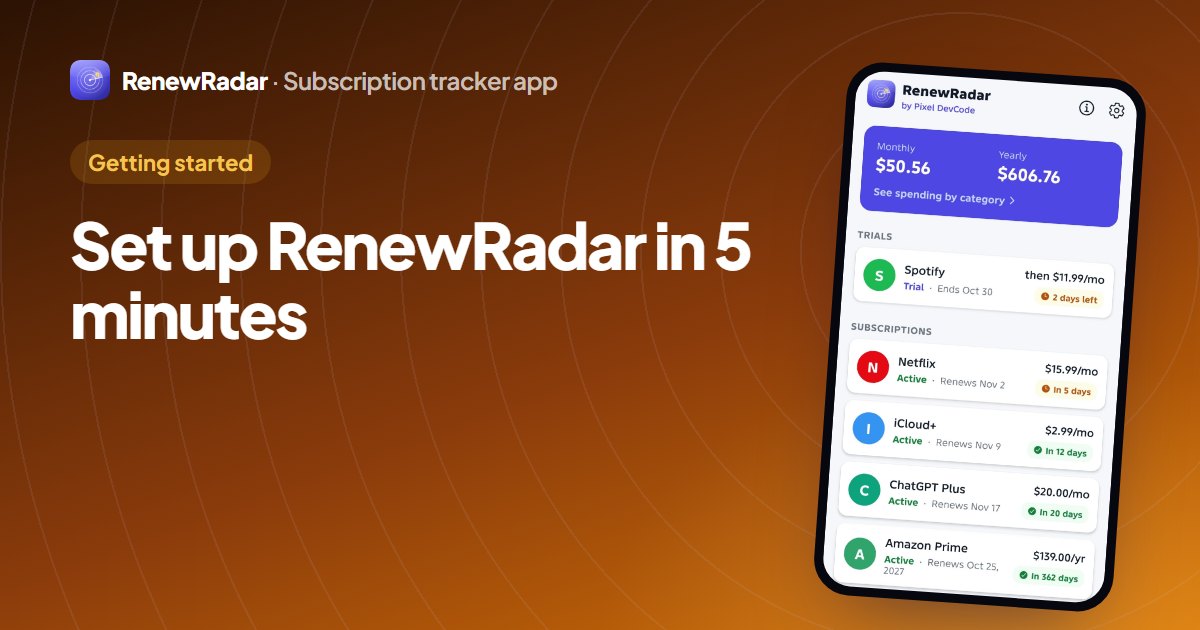 RenewRadar · Subscription tracker app
Getting started
Set up RenewRadar in 5
minutes
RenewRadar
by Pixel DevCode
Monthly
$50.56
Yearly
$606.76
See spending by category >
TRIALS
S
Spotify
Trial · Ends Oct 30
then $11.99/mo
2 days left
SUBSCRIPTIONS
N
Netflix
Active · Renews Nov 2
$15.99/mo
In 5 days
I
iCloud+
Active · Renews Nov 9
$2.99/mo
In 12 days
C
ChatGPT Plus
Active · Renews Nov 17
$20.00/mo
In 20 days
A
Amazon Prime
Active · Renews Oct 25,
2027
$139.00/yr
In 362 days